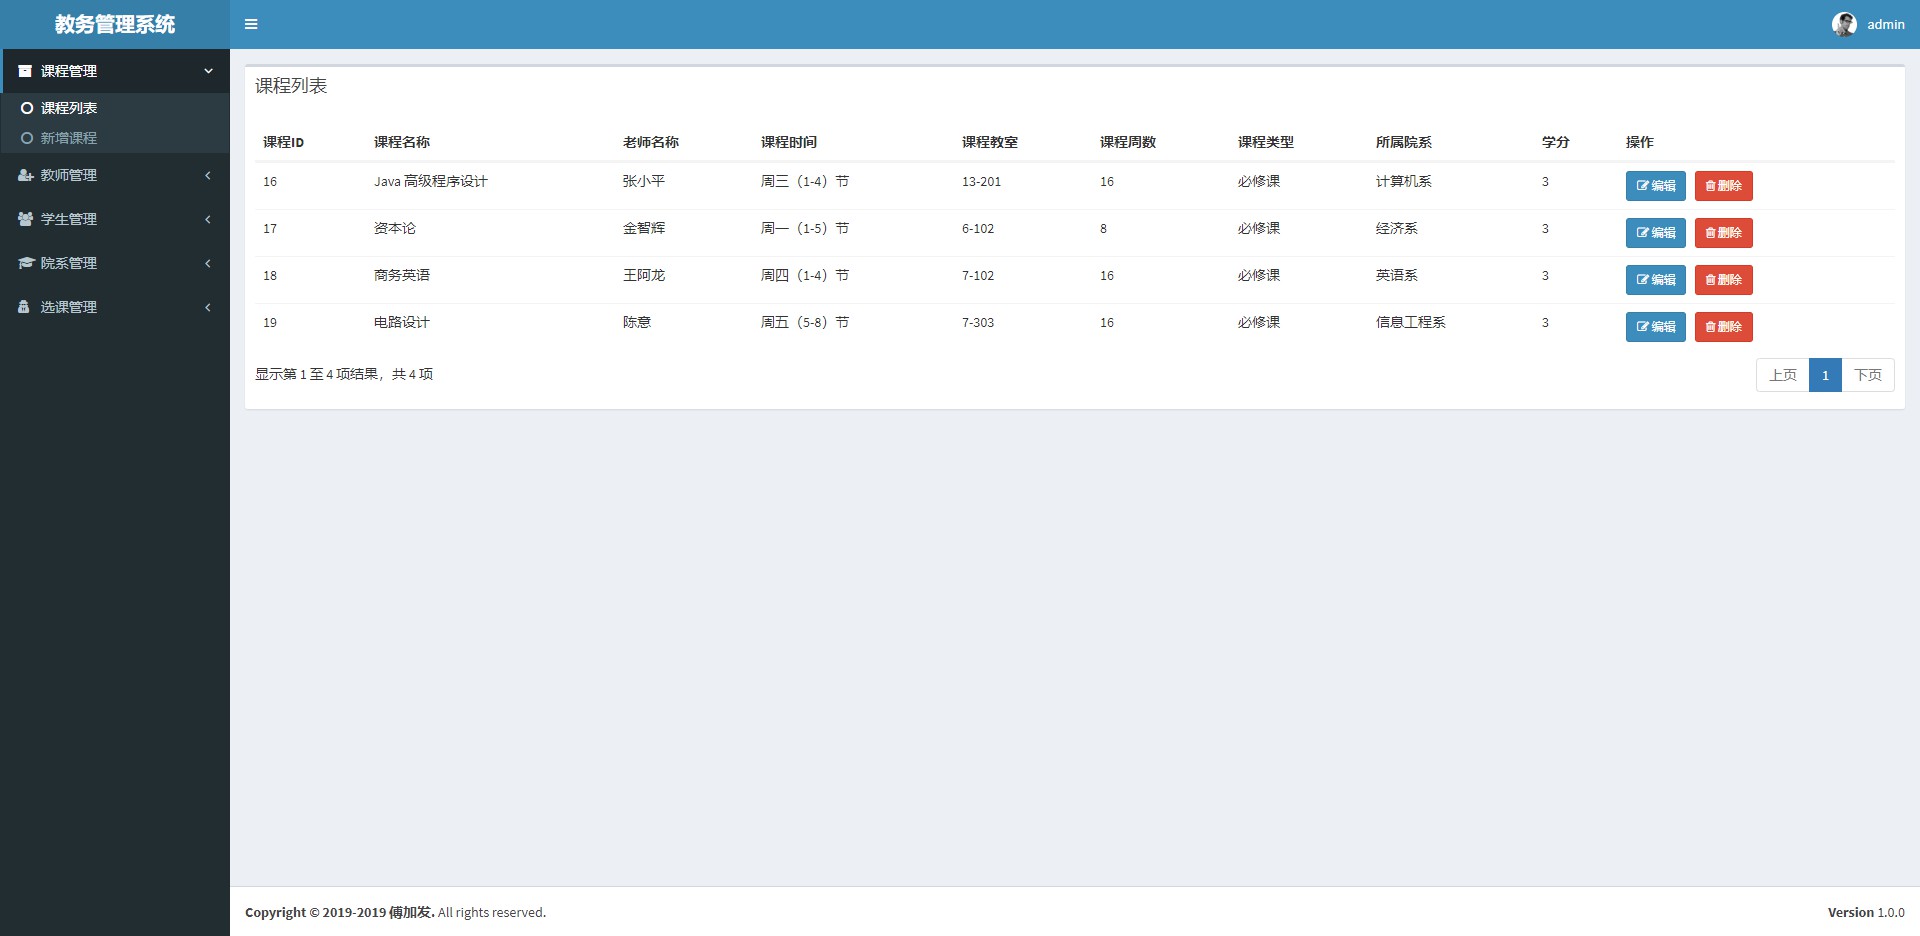 教务管理系统
admin
课程管理
课程列表
新增课程
教师管理
学生管理
院系管理
选课管理
课程列表
课程ID 课程名称 老师名称 课程时间 课程教室 课程周数 课程类型 所属院系 学分 操作
16 Java 高级程序设计 张小平 周三（1-4）节 13-201 16 必修课 计算机系 3 编辑 删除
17 资本论 金智辉 周一（1-5）节 6-102 8 必修课 经济系 3 编辑 删除
18 商务英语 王阿龙 周四（1-4）节 7-102 16 必修课 英语系 3 编辑 删除
19 电路设计 陈意 周五（5-8）节 7-303 16 必修课 信息工程系 3 编辑 删除
显示第 1 至 4 项结果，共 4 项
上页 1 下页
Copyright © 2019-2019 傅加发. All rights reserved.
Version 1.0.0